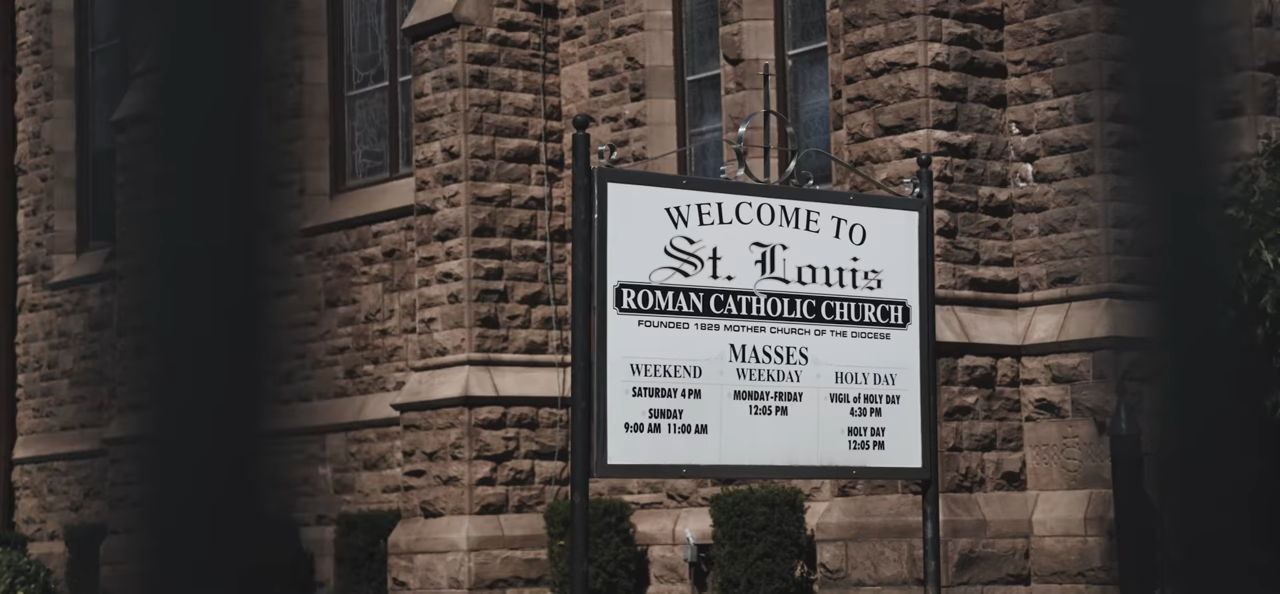 WELCOME TO
St. Louis
ROMAN CATHOLIC CHURCH
FOUNDED 1829 MOTHER CHURCH OF THE DIOCESE
MASSES
WEEKEND
SATURDAY 4 PM
SUNDAY
9:00 AM 11:00 AM
WEEKDAY
MONDAY-FRIDAY
12:05 PM
HOLY DAY
VIGIL of HOLY DAY
4:30 PM
HOLY DAY
12:05 PM